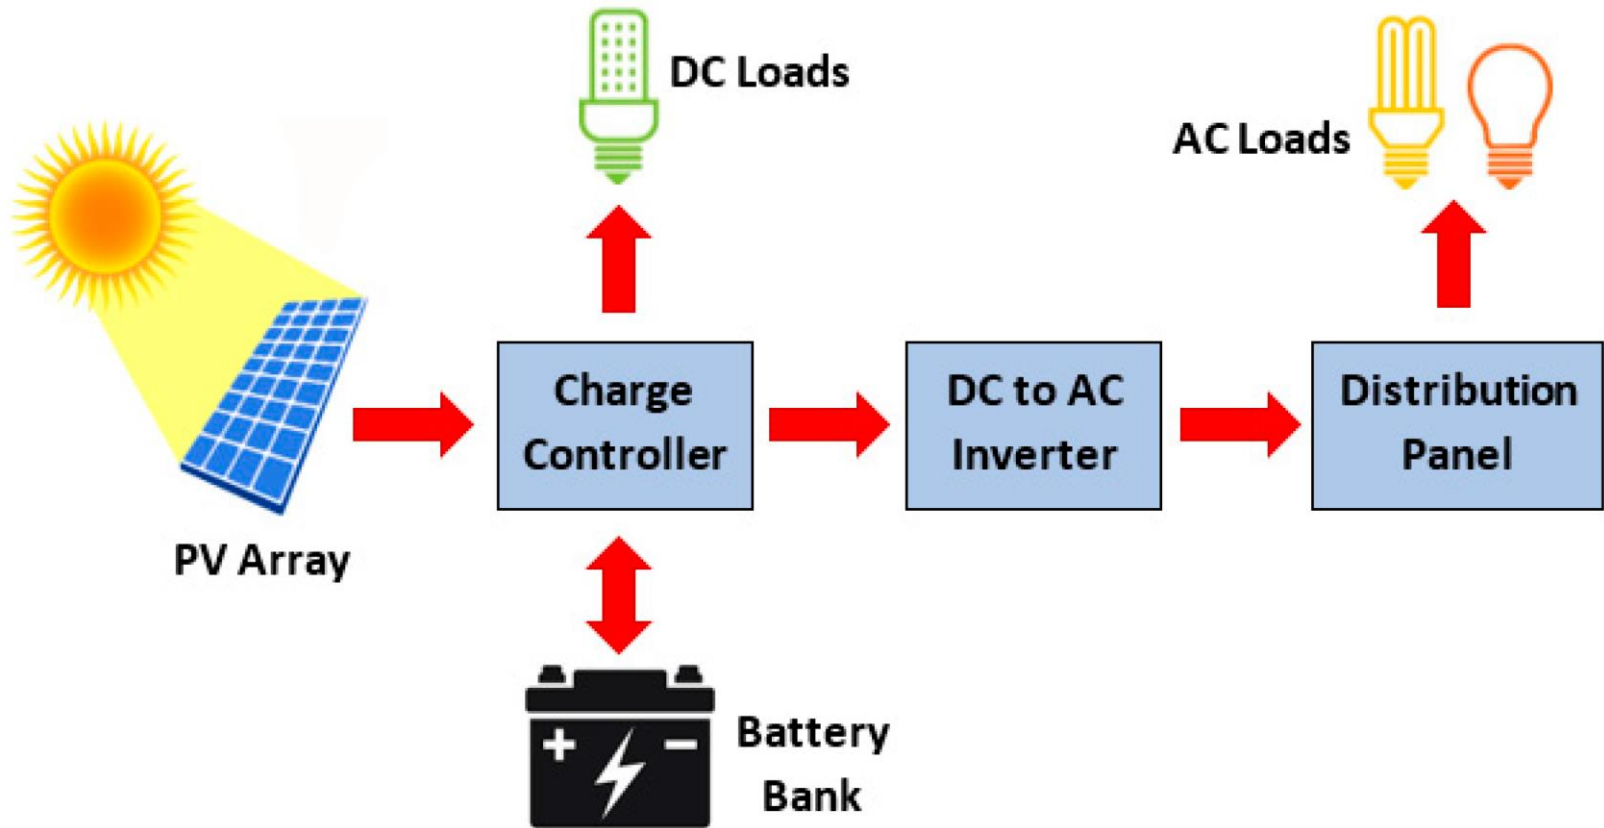 DC Loads
AC Loads
Charge
Controller
DC to AC
Inverter
Distribution
Panel
PV Array
+ −
Battery
Bank